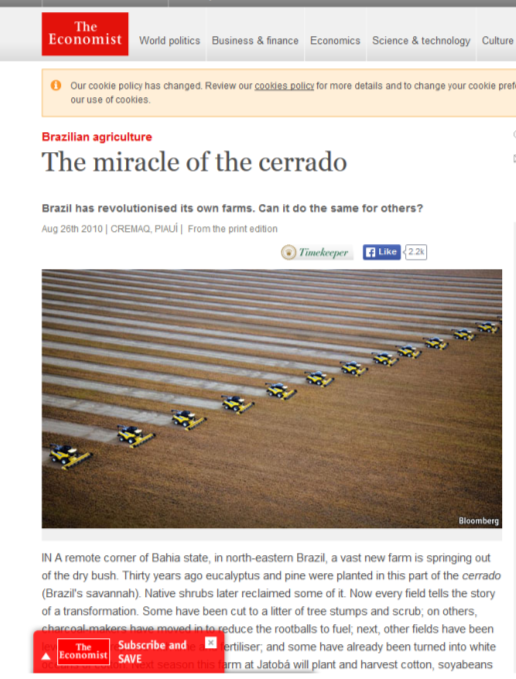 The
Economist
World politics Business & finance Economics Science & technology Culture
Our cookie policy has changed. Review our cookies policy for more details and to change your cookie pref
our use of cookies.
Brazilian agriculture
The miracle of the cerrado
Brazil has revolutionised its own farms. Can it do the same for others?
Aug 26th 2010 | CREMAQ, PIAUÍ | From the print edition
Timekeeper Like 2.2k
Bloomberg
IN A remote corner of Bahia state, in north-eastern Brazil, a vast new farm is springing out
of the dry bush. Thirty years ago eucalyptus and pine were planted in this part of the cerrado
(Brazil's savannah). Native shrubs later reclaimed some of it. Now every field tells the story
of a transformation. Some have been cut to a litter of tree stumps and scrub; on others,
charcoal-makers have moved in to reduce the rootballs to fuel; next, other fields have been
fertiliser; and some have already been turned into white
Next season this farm at Jatobá will plant and harvest cotton, soyabeans
The
Economist
Subscribe and
SAVE